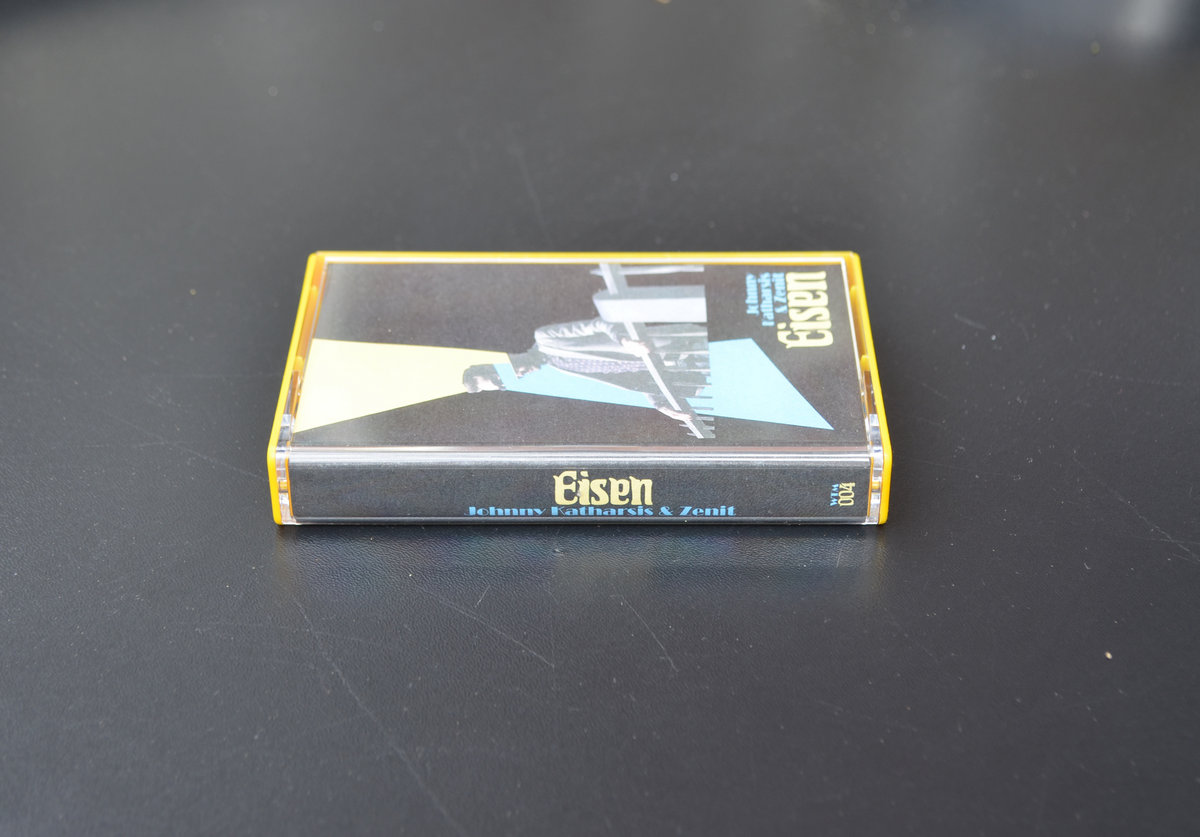 Johnny
Katharsis
& Zenit
Eisen
Eisen
Johnny Katharsis & Zenit
WTM
004